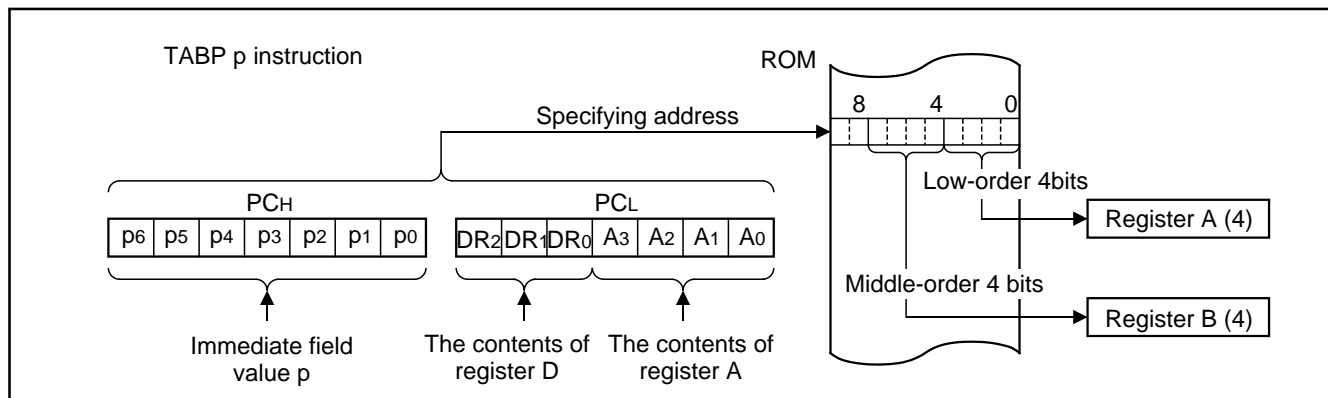 TABP p instruction
ROM
8 4 0
Specifying address
Low-order 4bits
PCH PCL
Register A (4)
p6 p5 p4 p3 p2 p1 p0 DR2 DR1 DR0 A3 A2 A1 A0
Middle-order 4 bits
Register B (4)
Immediate field
value p
The contents of
register D
The contents of
register A